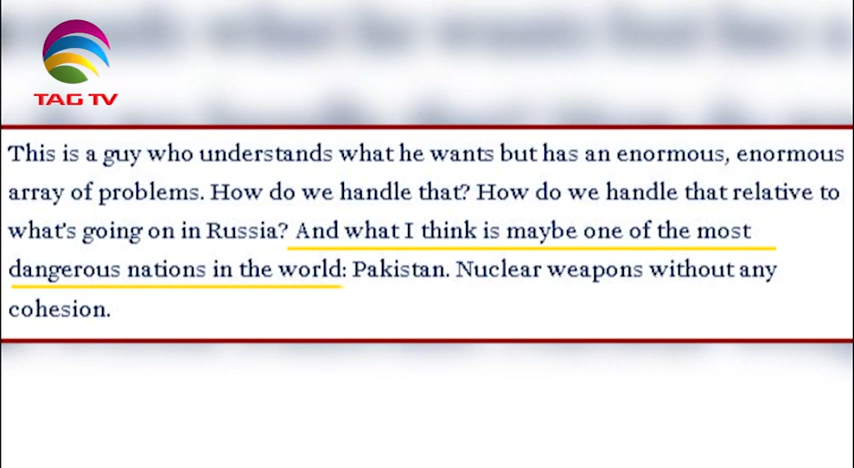 TAG TV
This is a guy who understands what he wants but has an enormous, enormous
array of problems. How do we handle that? How do we handle that relative to
what's going on in Russia? And what I think is maybe one of the most
dangerous nations in the world: Pakistan. Nuclear weapons without any
cohesion.